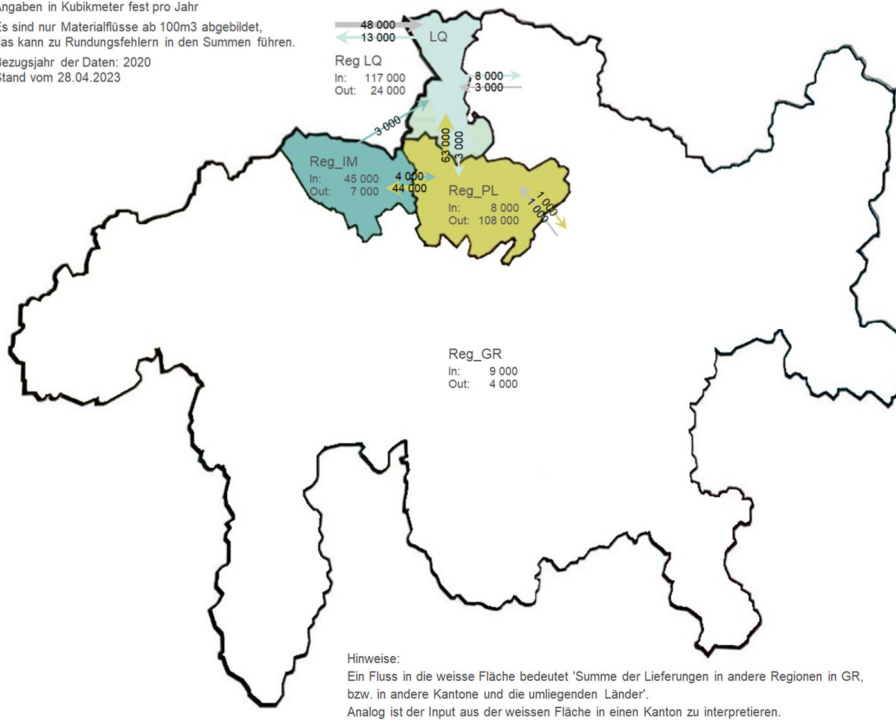 Angaben in Kubikmeter fest pro Jahr
Es sind nur Materialflüsse ab 100m3 abgebildet,
das kann zu Rundungsfehlern in den Summen führen.
Bezugsjahr der Daten: 2020
Stand vom 28.04.2023
48 000
13 000
LQ
Reg LQ
In: 117 000
Out: 24 000
8 000
3 000
3 000
63 000
3 000
Reg_IM
In: 45 000
Out: 7 000
4 000
44 000
Reg_PL
In: 8 000
Out: 108 000
1 000
1 000
Reg_GR
In: 9 000
Out: 4 000
Hinweise:
Ein Fluss in die weisse Fläche bedeutet 'Summe der Lieferungen in andere Regionen in GR,
bzw. in andere Kantone und die umliegenden Länder'.
Analog ist der Input aus der weissen Fläche in einen Kanton zu interpretieren.